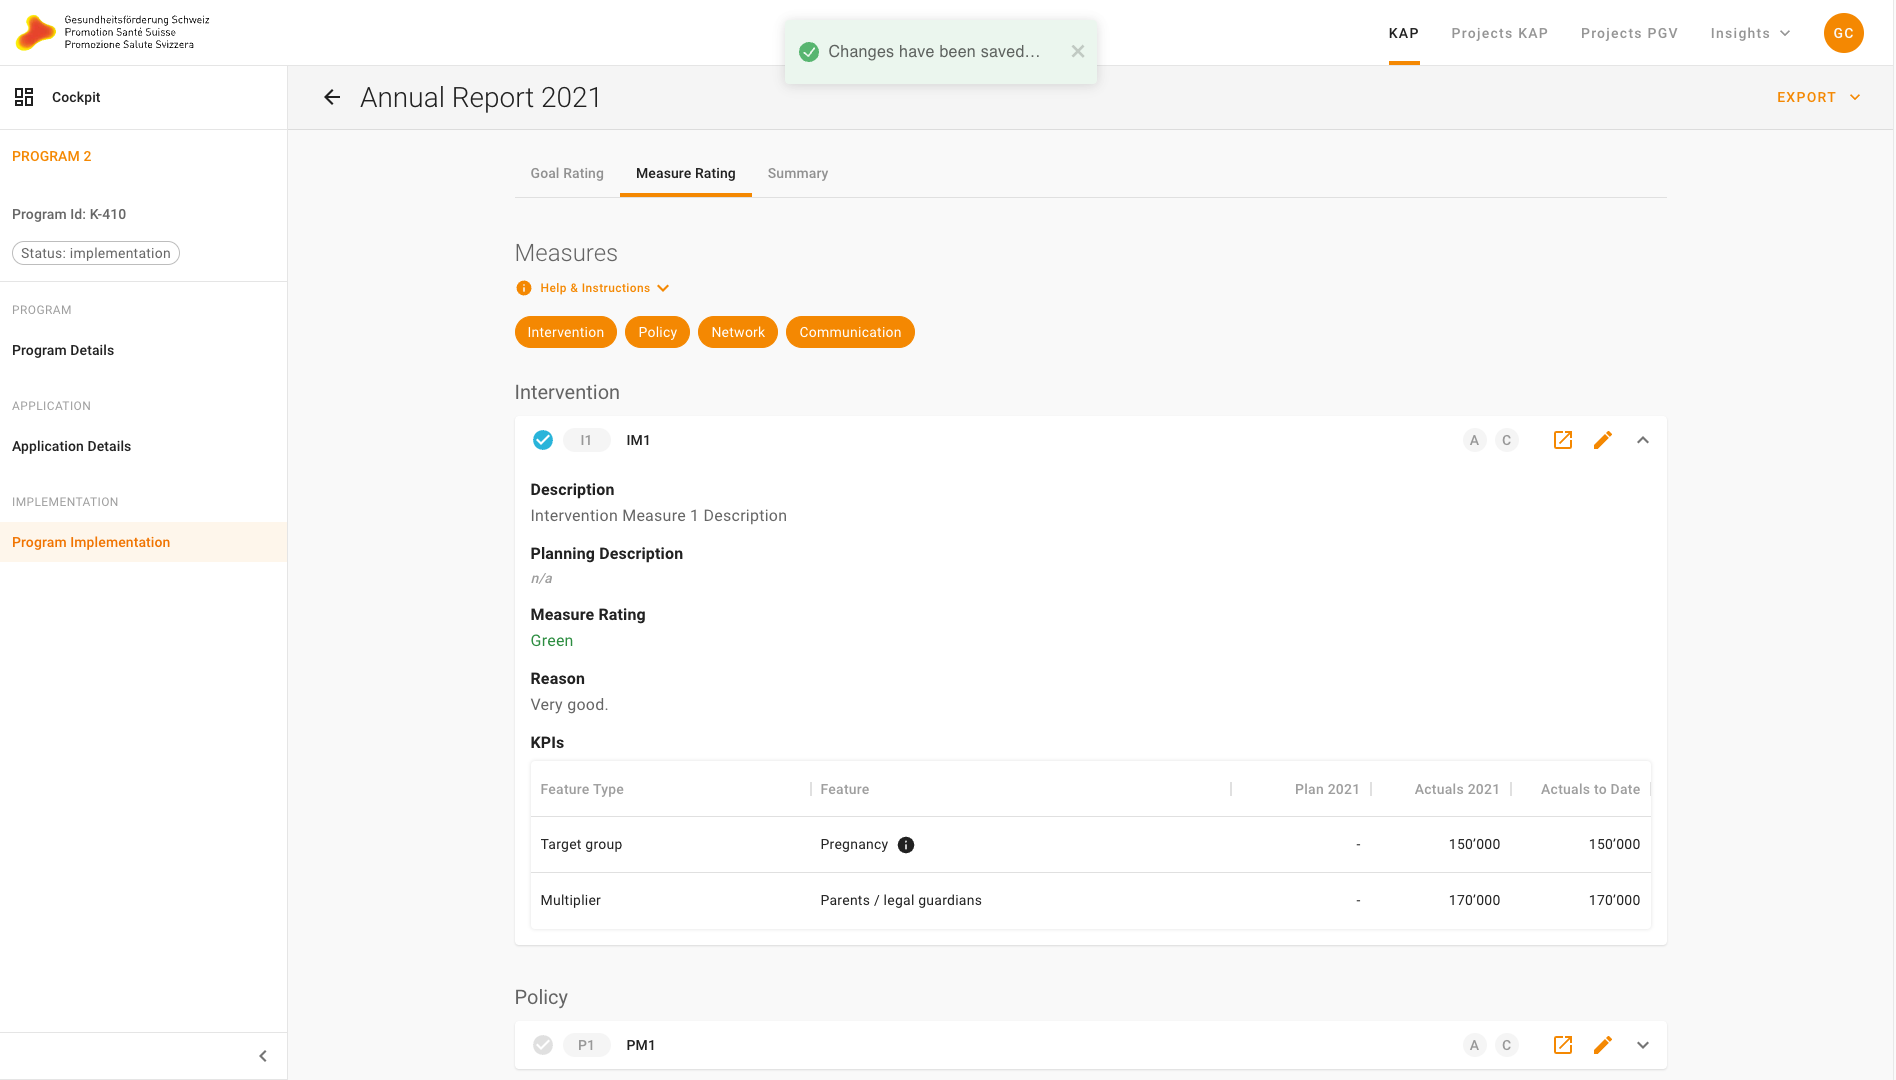 Gesundheitsförderung Schweiz
Promotion Santé Suisse
Promozione Salute Svizzera
Changes have been saved...
KAP
Projects KAP
Projects PGV
Insights
GC
Cockpit
Annual Report 2021
EXPORT
PROGRAM 2
Program Id: K-410
Status: implementation
PROGRAM
Program Details
APPLICATION
Application Details
IMPLEMENTATION
Program Implementation
Goal Rating
Measure Rating
Summary
Measures
Help & Instructions
Intervention
Policy
Network
Communication
Intervention
I1 IM1 A C
Description
Intervention Measure 1 Description
Planning Description
n/a
Measure Rating
Green
Reason
Very good.
KPIs
Feature Type Feature Plan 2021 Actuals 2021 Actuals to Date
Target group Pregnancy - 150’000 150’000
Multiplier Parents / legal guardians - 170’000 170’000
Policy
P1 PM1 A C